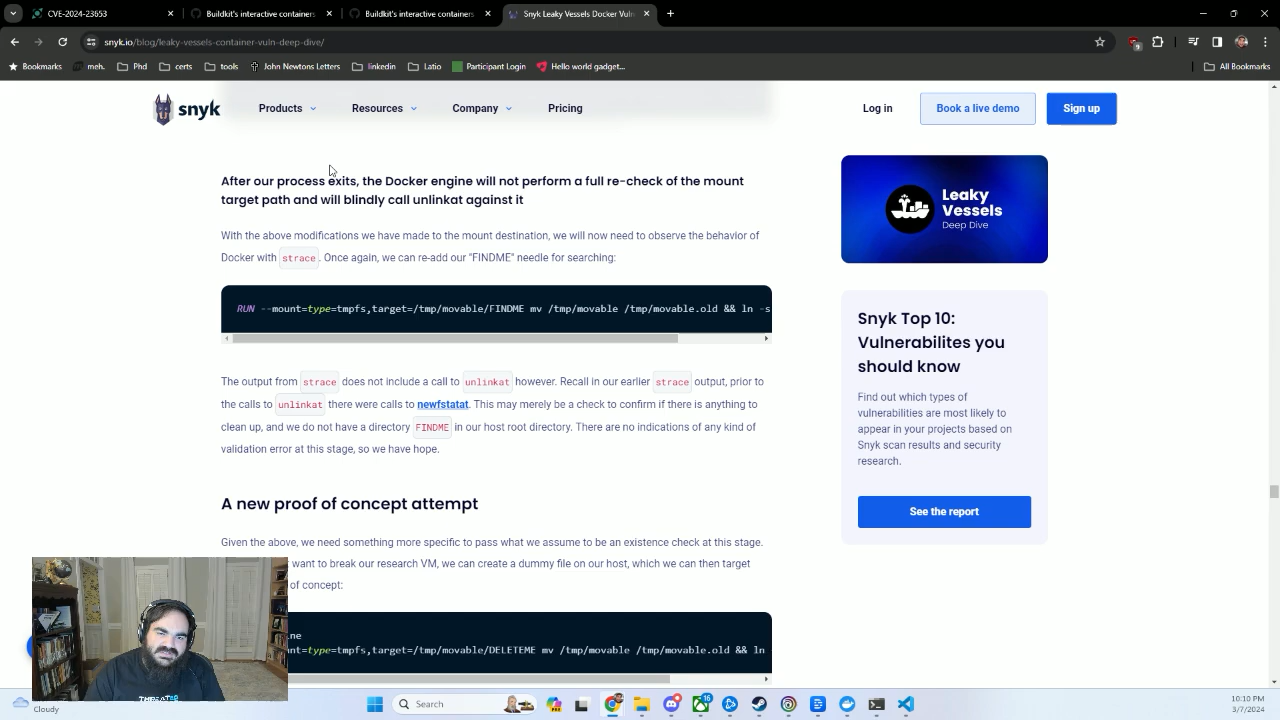 CVE-2024-23653
Buildkit's interactive contain
Buildkit's interactive contain
Leaky Vessels Docker Vuln
snyk.io/blog/leaky-vessels-container-vuln-deep-dive/
9
Bookmarks
meh.
Phd
certs
blog
Linux
Participant Login
Hello world gadget...
All Bookmarks
snyk
Products
Resources
Company
Pricing
Log in
Book a live demo
Sign up
After our process exits, the Docker engine will not perform a full re-check of the mount
target path and will blindly call unlinkat against it
With the above modifications we have made to the mount destination, we will now need to observe the behavior of
Docker with strace. Once again, we can re-add our "FINDME" needle for searching:
RUN --mount=type=tmpfs,target=/tmp/movable/FINDME mv /tmp/movable /tmp/movable.old && ln -s
The output from strace does not include a call to unlinkat however. Recall in our earlier strace output, prior to
the calls to unlinkat there were calls to newfstatat. This may merely be a check to confirm if there is anything to
clean up, and we do not have a directory FINDME in our host root directory. There are no indications of any kind of
validation error at this stage, so we have hope.
A new proof of concept attempt
Given the above, we need something more specific to pass what we assume to be an existence check at this stage.
want to break our research VM, we can create a dummy file on our host, which we can then target
of concept:
ine
nt=type=tmpfs,target=/tmp/movable/DELETEME mv /tmp/movable /tmp/movable.old && ln
Leaky
Vessels
Deep Dive
Snyk Top 10:
Vulnerabilites you
should know
Find out which types of
vulnerabilities are most likely to
appear in your projects based on
Snyk scan results and security
research.
See the report
Cloudy
Search
16
10:10 PM
3/7/2024